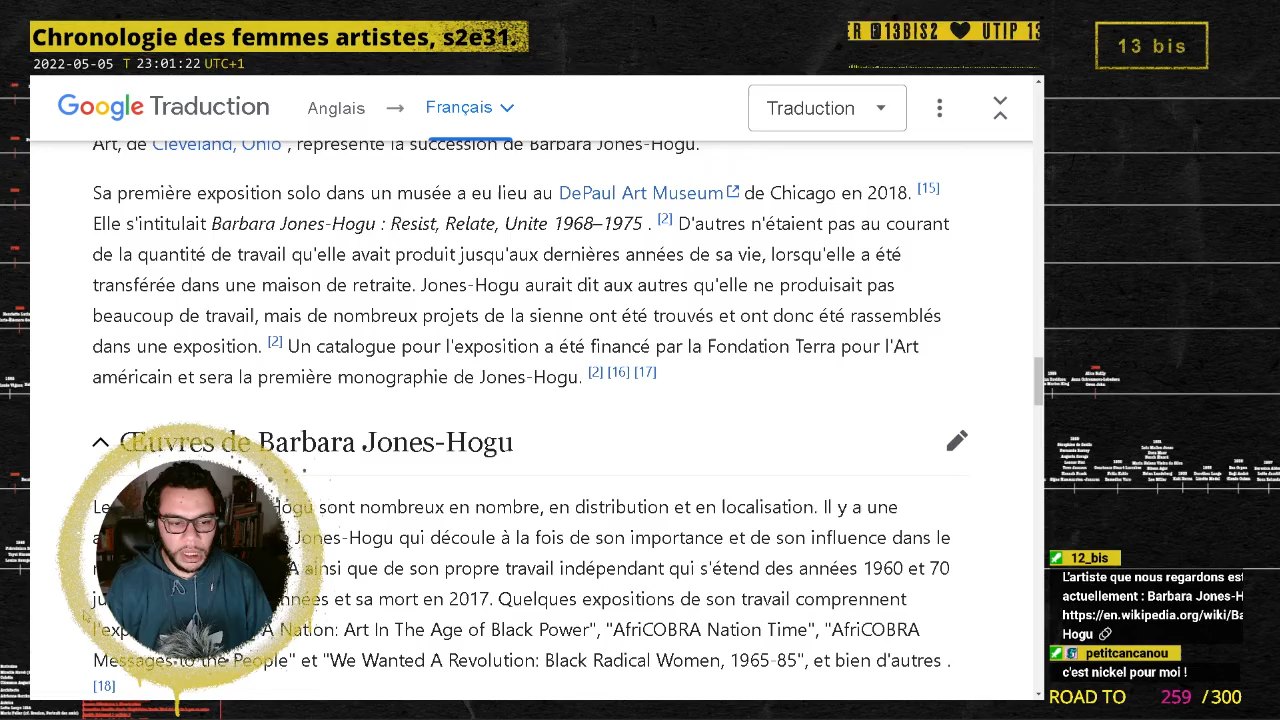 Chronologie des femmes artistes, s2e31.
2022-05-05 T 23:01:22 UTC+1
R @13BIS2 ♥ UTIP 13
13 bis
Google Traduction
Anglais → Français
Traduction
Art, de Cleveland, Ohio , représente la succession de Barbara Jones-Hogu.
Sa première exposition solo dans un musée a eu lieu au DePaul Art Museum de Chicago en 2018. [15]
Elle s'intitulait Barbara Jones-Hogu : Resist, Relate, Unite 1968–1975 . [2] D'autres n'étaient pas au courant
de la quantité de travail qu'elle avait produit jusqu'aux dernières années de sa vie, lorsqu'elle a été
transférée dans une maison de retraite. Jones-Hogu aurait dit aux autres qu'elle ne produisait pas
beaucoup de travail, mais de nombreux projets de la sienne ont été trouvés et ont donc été rassemblés
dans une exposition. [2] Un catalogue pour l'exposition a été financé par la Fondation Terra pour l'Art
américain et sera la première monographie de Jones-Hogu. [2] [16] [17]
Œuvres de Barbara Jones-Hogu
Le Hogu sont nombreux en nombre, en distribution et en localisation. Il y a une
Jones-Hogu qui découle à la fois de son importance et de son influence dans le
A ainsi que de son propre travail indépendant qui s'étend des années 1960 et 70
ju nnées et sa mort en 2017. Quelques expositions de son travail comprennent
l'exp A Nation: Art In The Age of Black Power", "AfriCOBRA Nation Time", "AfriCOBRA
Messages to the People" et "We Wanted A Revolution: Black Radical Women 1965-85", et bien d'autres .
[18]
12_bis
L'artiste que nous regardons est
actuellement : Barbara Jones-H
https://en.wikipedia.org/wiki/Ba
Hogu
petitcancanou
c'est nickel pour moi !
ROAD TO 259 / 300